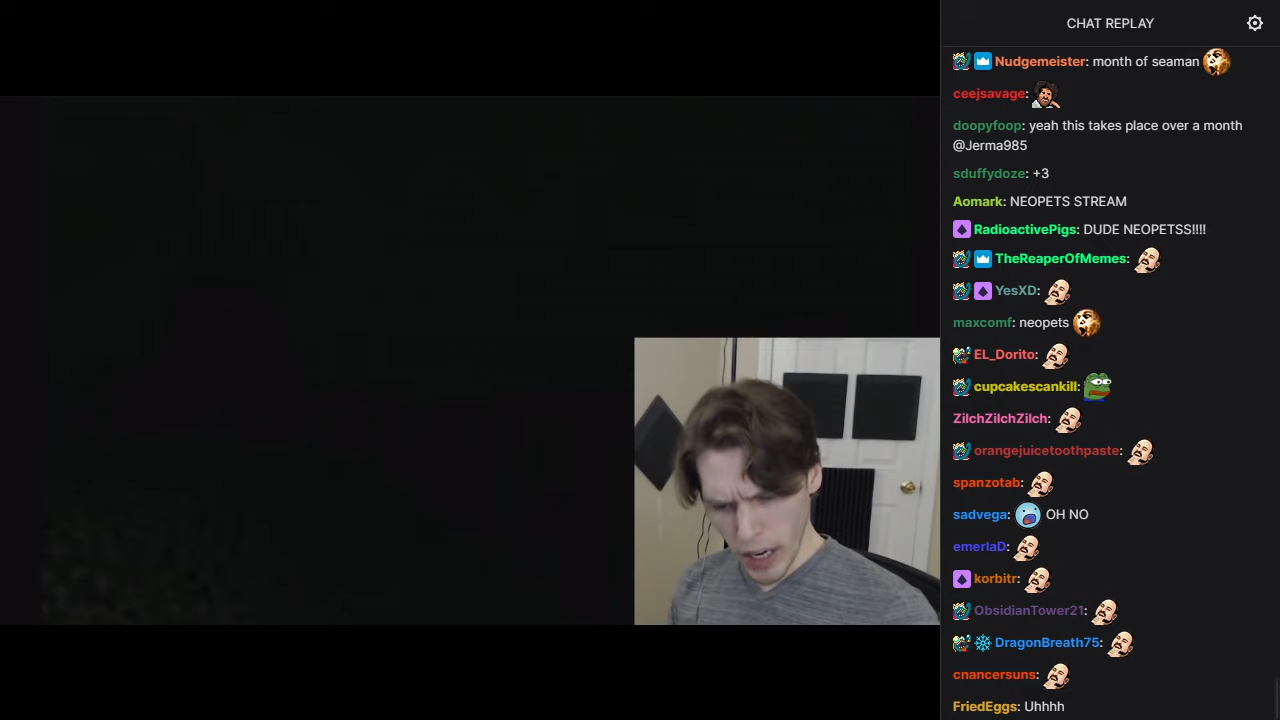 CHAT REPLAY
Nudgemeister: month of seaman
ceejsavage:
doopyfoop: yeah this takes place over a month
@Jerma985
sduffydoze: +3
Aomark: NEOPETS STREAM
RadioactivePigs: DUDE NEOPETSS!!!!
TheReaperOfMemes:
YesXD:
maxcomf: neopets
EL_Dorito:
cupcakescankill:
ZilchZilchZilch:
orangejuicetoothpaste:
spanzotab:
sadvega: OH NO
emerlaD:
korbitr:
ObsidianTower21:
DragonBreath75:
cnancersuns:
FriedEggs: Uhhhh